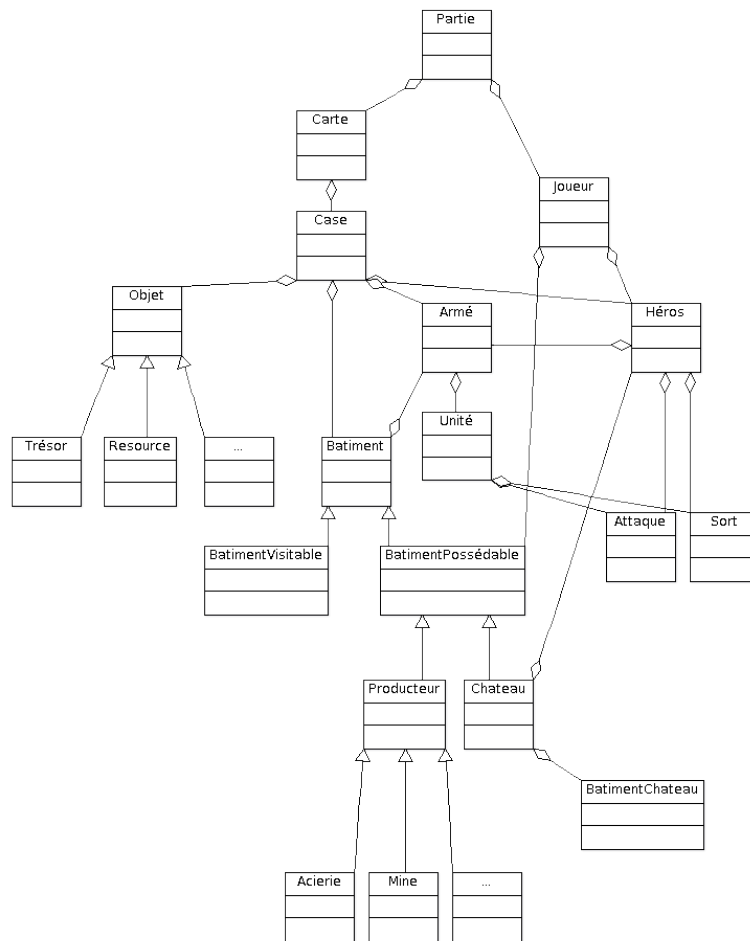 Partie
Carte
Joueur
Case
Objet
Armé
Héros
Unité
Trésor
Resource
...
Batiment
Attaque
Sort
BatimentVisitable
BatimentPossédable
Producteur
Chateau
BatimentChateau
Acierie
Mine
...